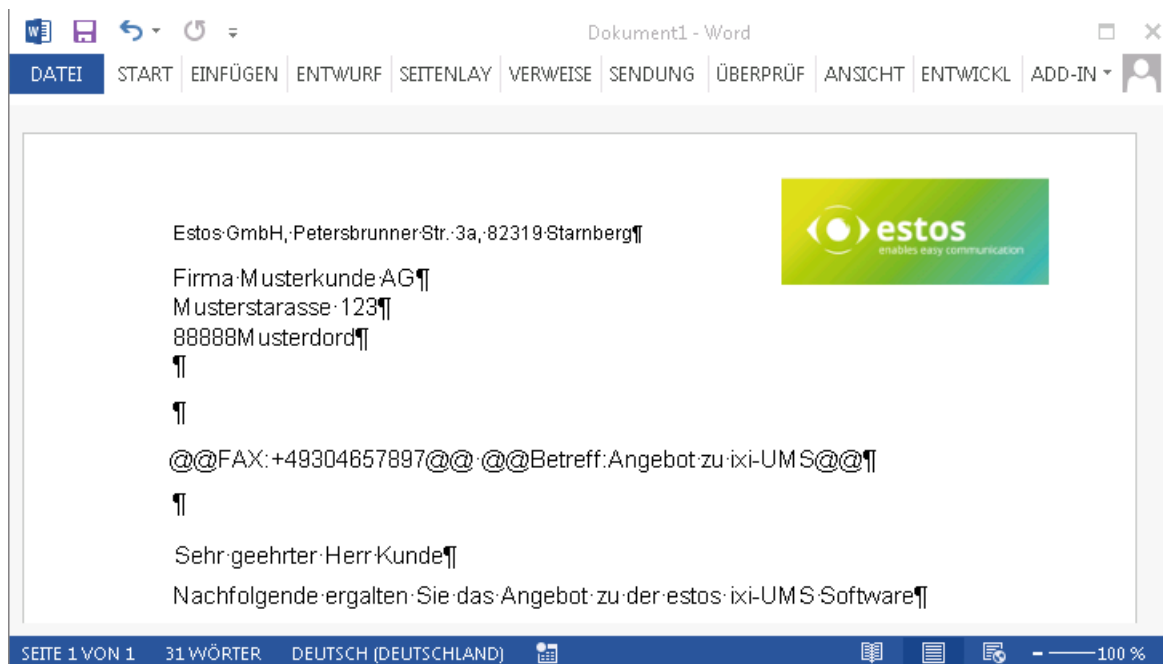 Dokument1 - Word
DATEI START EINFÜGEN ENTWURF SEITENLAY VERWEISE SENDUNG ÜBERPRÜF ANSICHT ENTWICKL ADD-IN
Estos·GmbH,·Petersbrunner·Str.·3a,·82319·Starnberg¶
estos
enables easy communication
Firma·Musterkunde·AG¶
Musterstarasse·123¶
88888Musterdord¶
¶
¶
@@FAX:+49304657897@@·@@Betreff:Angebot·zu·ixi-UMS@@¶
¶
Sehr·geehrter·Herr·Kunde¶
Nachfolgende·ergalten·Sie·das·Angebot·zu·der·estos·ixi-UMS·Software¶
SEITE 1 VON 1 31 WÖRTER DEUTSCH (DEUTSCHLAND) 100 %